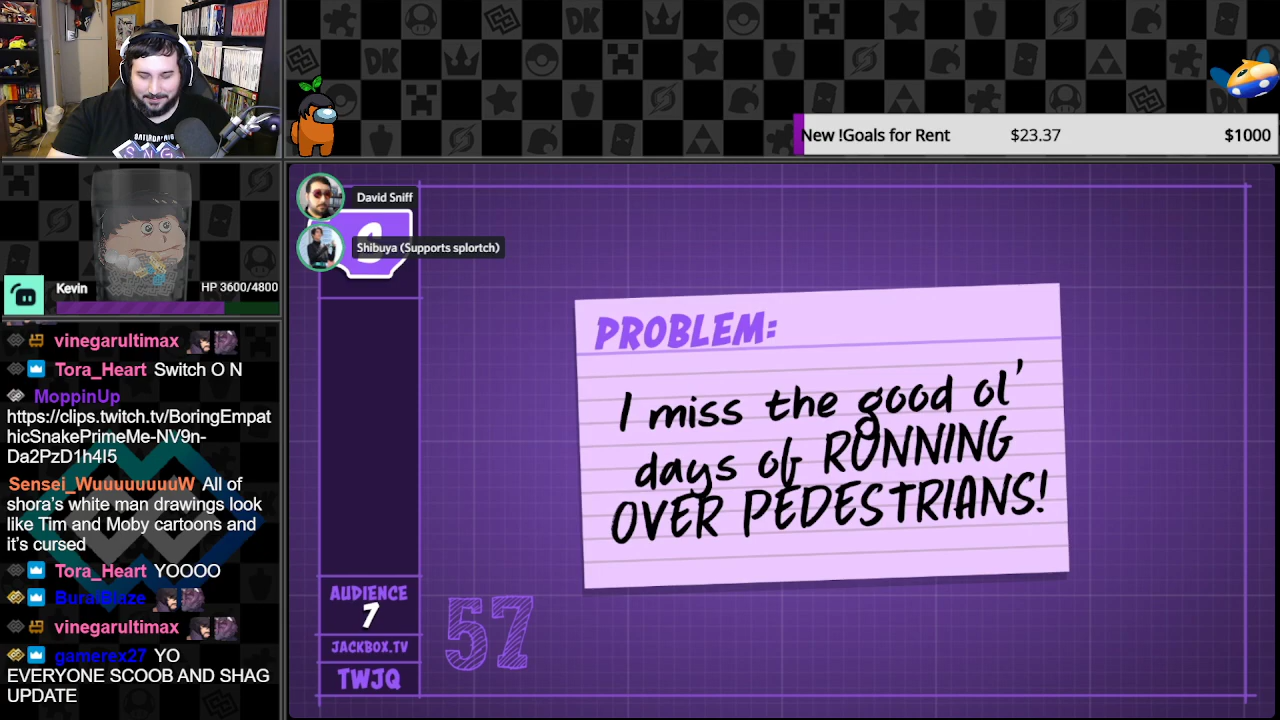 New !Goals for Rent $23.37 $1000
David Sniff
Shibuya (Supports splortch)
Kevin HP 3600/4800
vinegarultimax
Tora_Heart Switch O N
MoppinUp
https://clips.twitch.tv/BoringEmpat
hicSnakePrimeMe-NV9n-
Da2PzD1h4I5
Sensei_WuuuuuuuuW All of
shora's white man drawings look
like Tim and Moby cartoons and
it's cursed
Tora_Heart YOOOO
BuraiBlaze
vinegarultimax
gamerex27 YO
EVERYONE SCOOB AND SHAG
UPDATE
PROBLEM:
I miss the good ol'
days of RUNNING
OVER PEDESTRIANS!
AUDIENCE
7
JACKBOX.TV
TWJQ
57